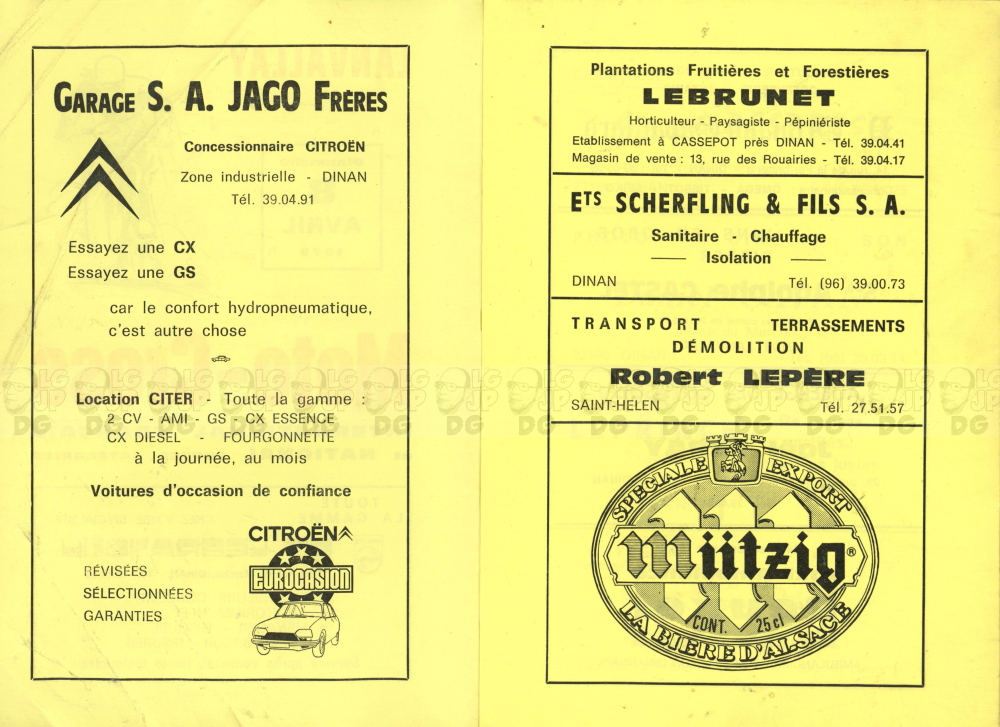 GARAGE S. A. JAGO FRÈRES
Concessionnaire CITROËN
Zone industrielle - DINAN
Tél. 39.04.91
Essayez une CX
Essayez une GS
car le confort hydropneumatique,
c'est autre chose
Location CITER - Toute la gamme :
2 CV - AMI - GS - CX ESSENCE
CX DIESEL - FOURGONNETTE
à la journée, au mois
Voitures d'occasion de confiance
CITROËN
EUROCASION
RÉVISÉES
SÉLECTIONNÉES
GARANTIES
Plantations Fruitières et Forestières
LEBRUNET
Horticulteur - Paysagiste - Pépiniériste
Etablissement à CASSEPOT près DINAN - Tél. 39.04.41
Magasin de vente : 13, rue des Rouairies - Tél. 39.04.17
ETS SCHERFLING & FILS S. A.
Sanitaire - Chauffage
Isolation
DINAN Tél. (96) 39.00.73
TRANSPORT TERRASSEMENTS
DÉMOLITION
Robert LEPÈRE
SAINT-HELEN Tél. 27.51.57
SPECIALE EXPORT
mützig®
CONT. 25 cl
LA BIERE D'ALSACE